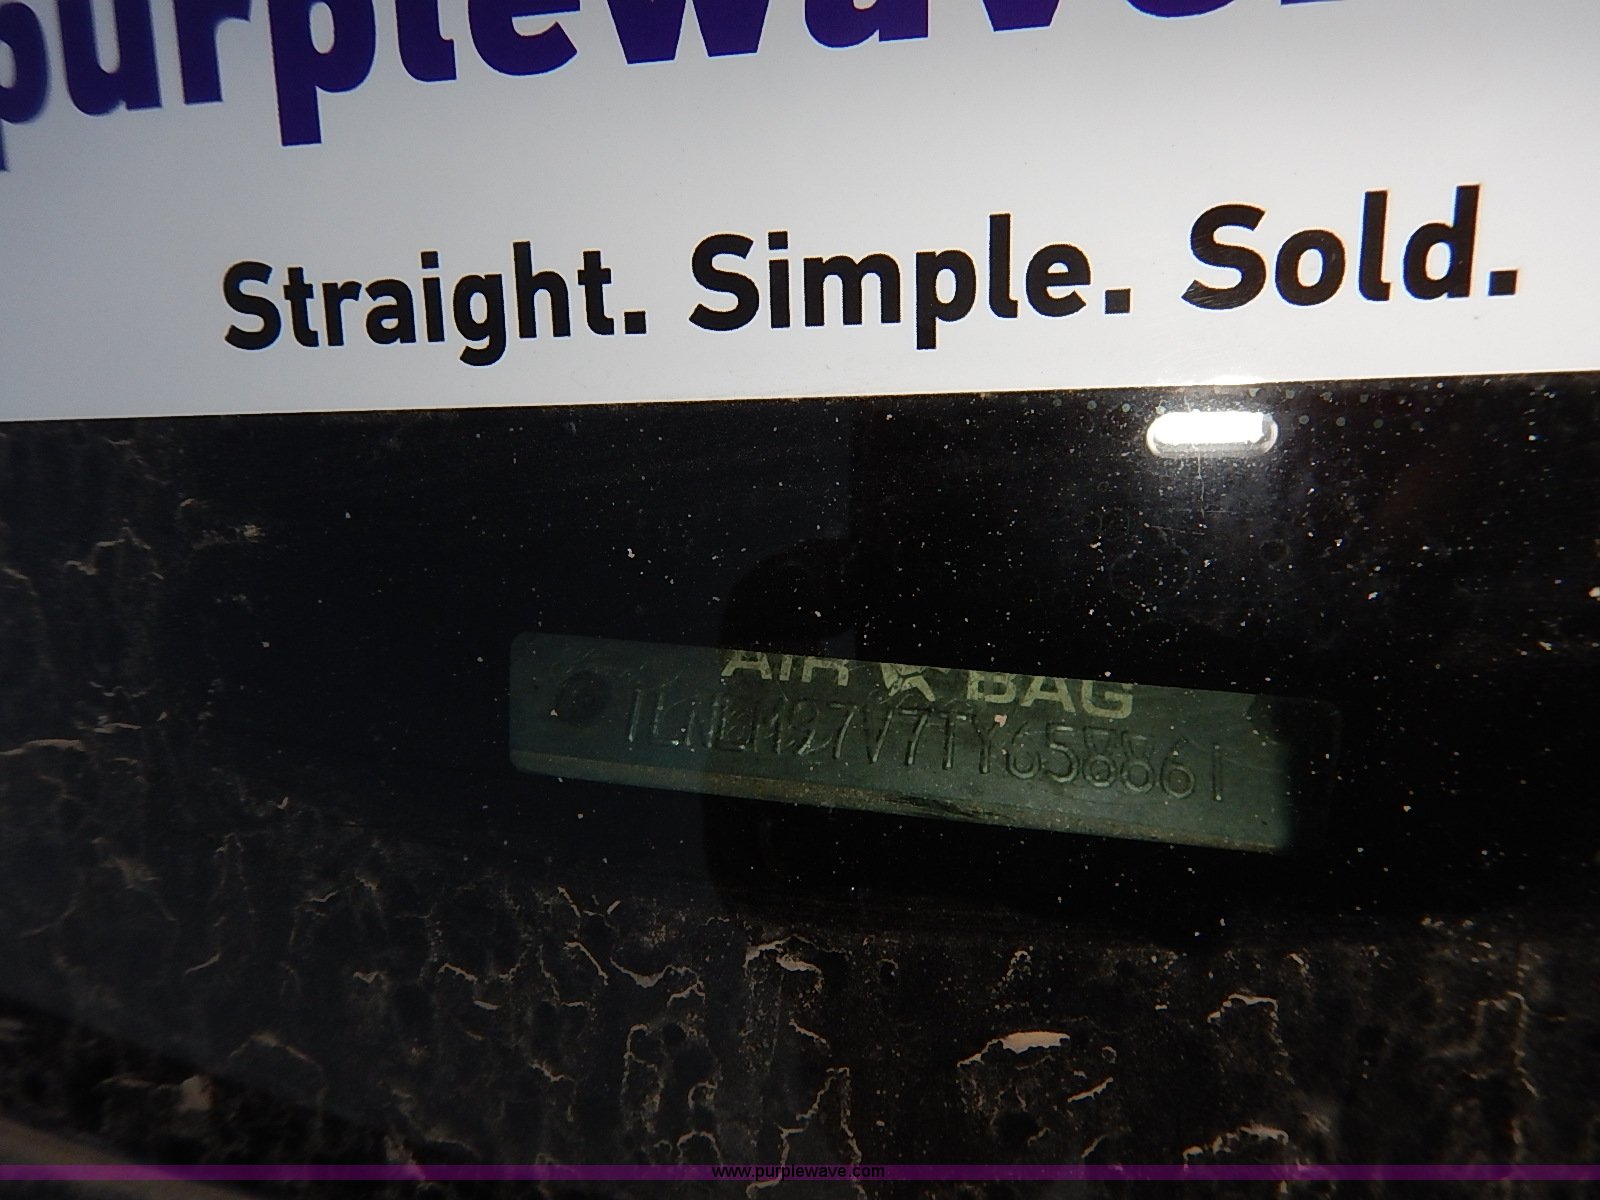 purplewave
Straight. Simple. Sold.
AIR BAG
1LNLM97V7TY658861
www.purplewave.com